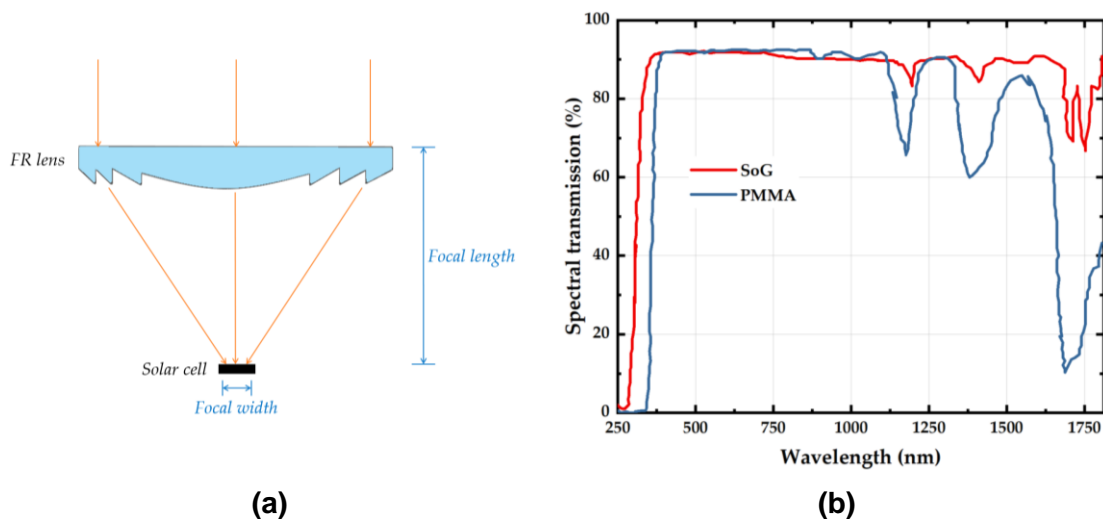 FR lens
Focal length
Solar cell
Focal width
(a)
Spectral transmission (%)
100
80
60
40
20
0
SoG
PMMA
250
500
750
1000
1250
1500
1750
Wavelength (nm)
(b)